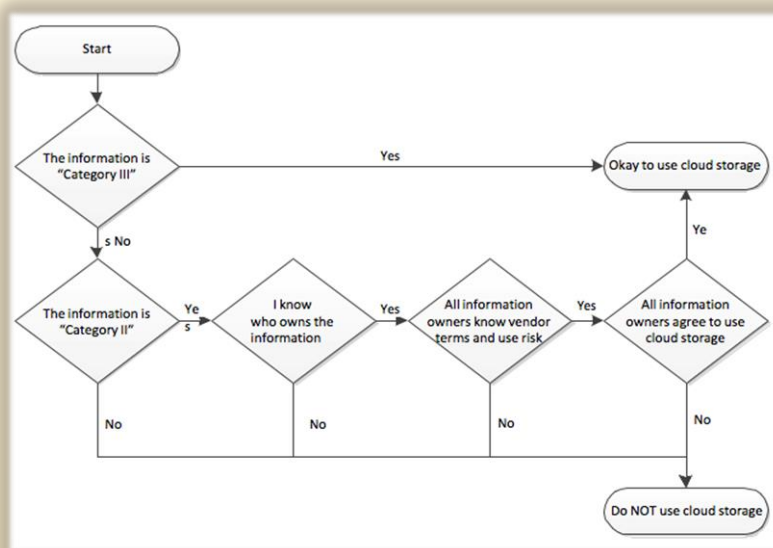 Start
The information is
“Category III”
Yes
Okay to use cloud storage
s No
Ye
The information is
“Category II”
Ye
s
I know
who owns the
information
Yes
All information
owners know vendor
terms and use risk
Yes
All information
owners agree to use
cloud storage
No
No
No
No
Do NOT use cloud storage